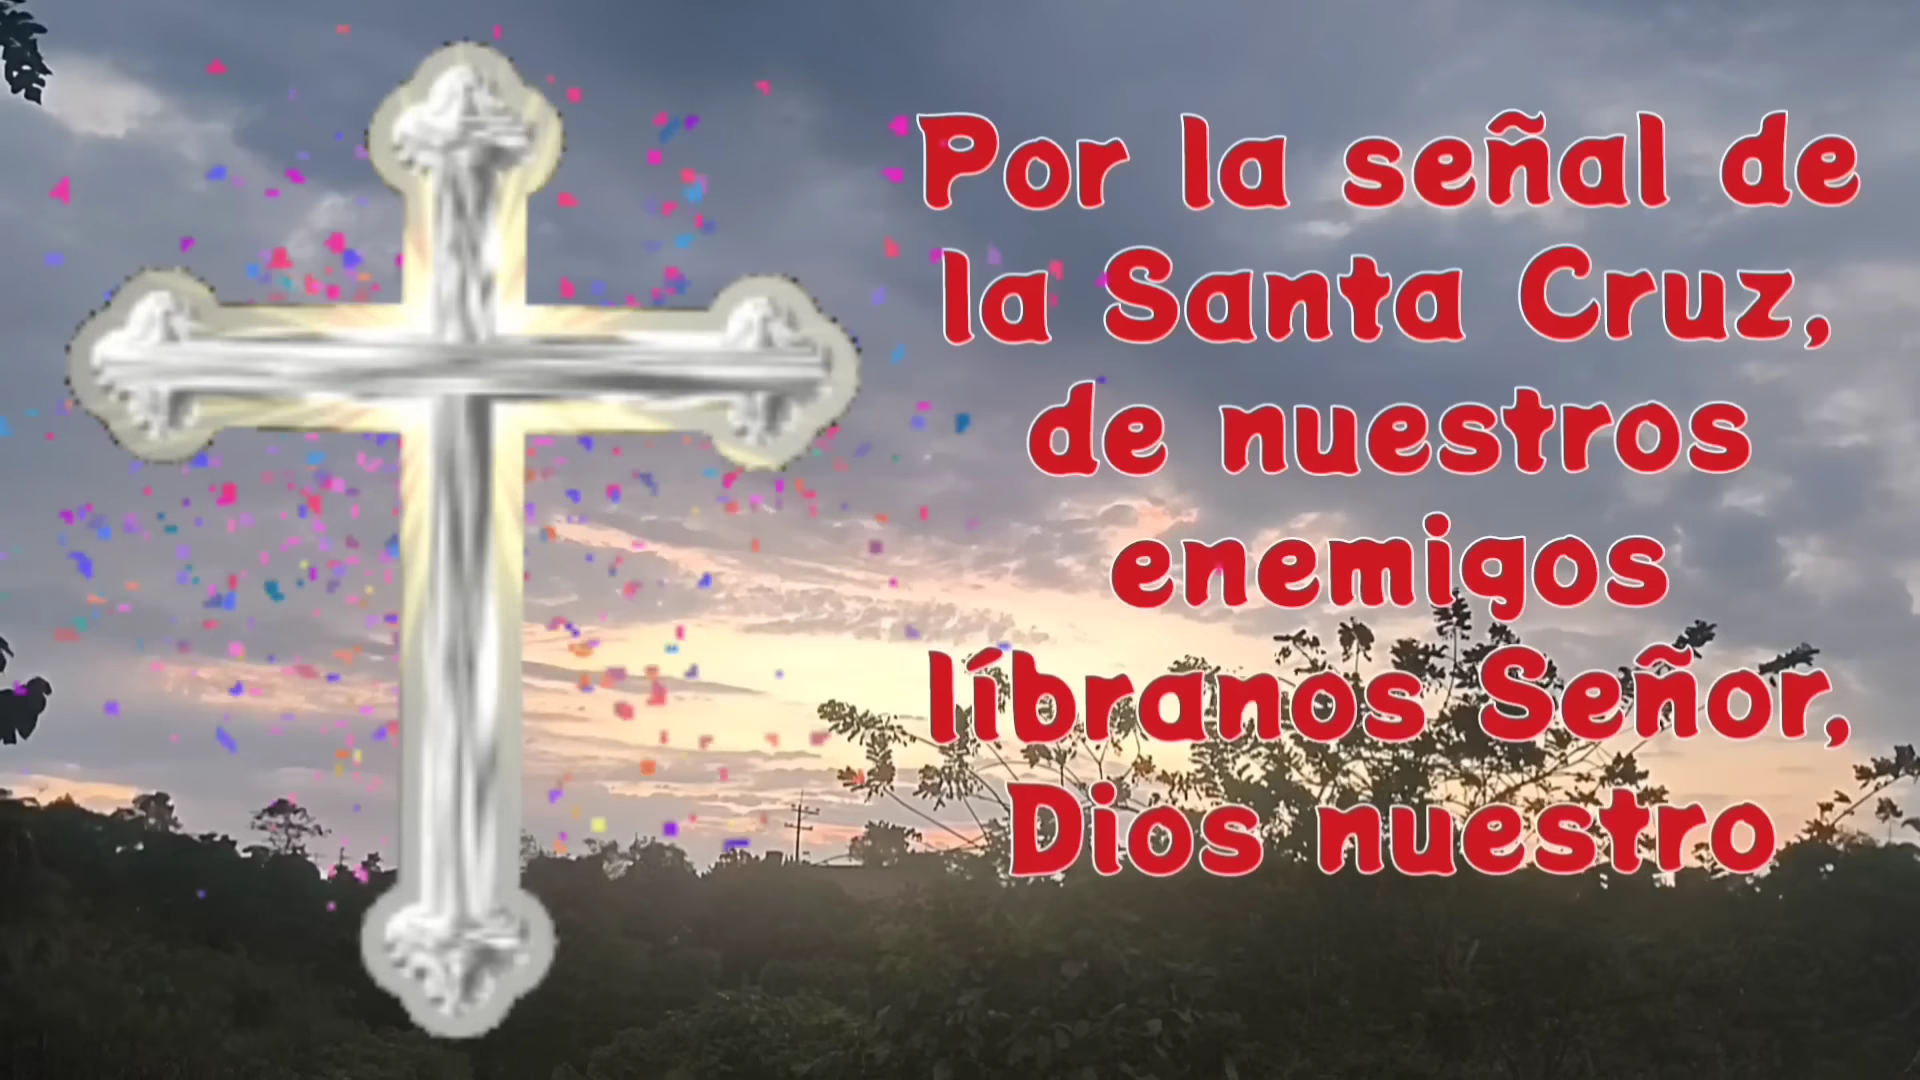 Por la señal de
la Santa Cruz,
de nuestros
enemigos
líbranos Señor,
Dios nuestro